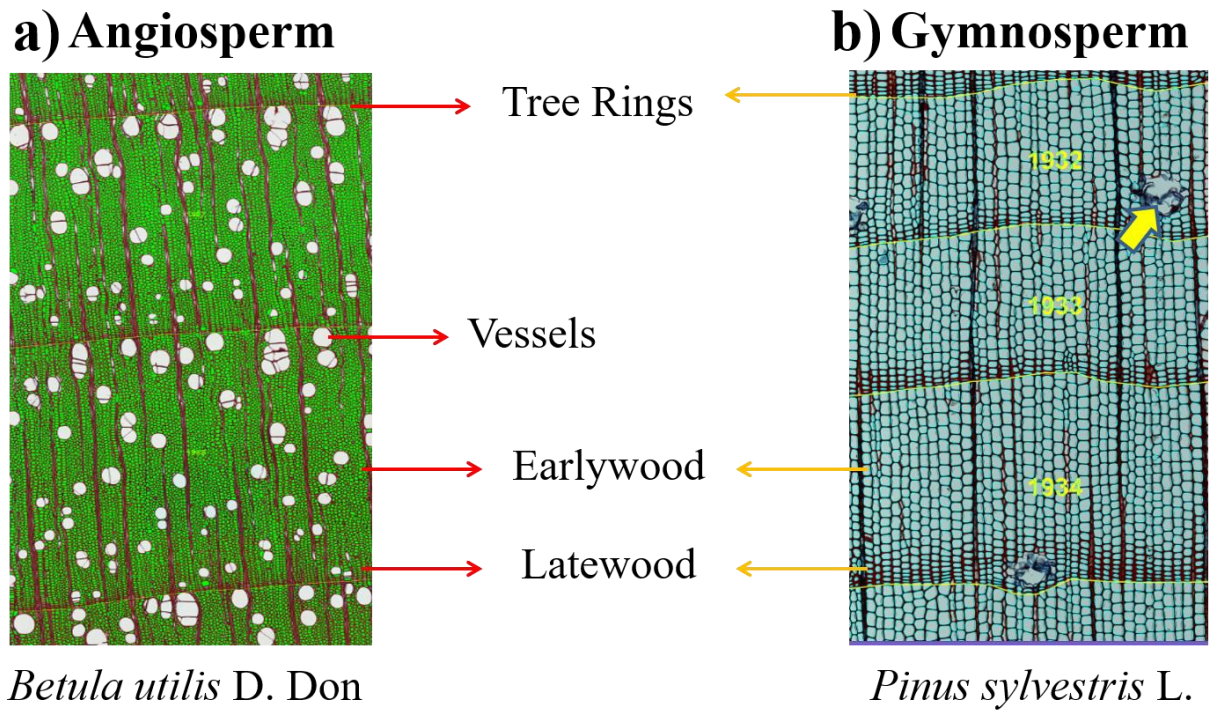 a) Angiosperm
b) Gymnosperm
Tree Rings
1932
1933
Vessels
Earlywood
1934
Latewood
Betula utilis D. Don
Pinus sylvestris L.